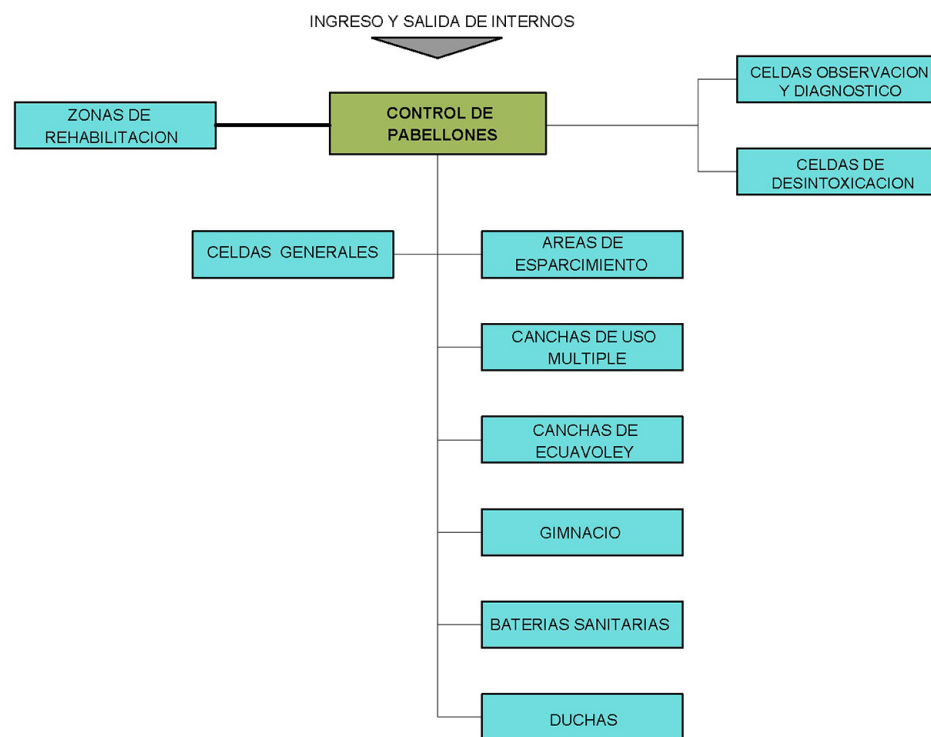 INGRESO Y SALIDA DE INTERNOS
ZONAS DE
REHABILITACION
CONTROL DE
PABELLONES
CELDAS OBSERVACION
Y DIAGNOSTICO
CELDAS DE
DESINTOXICACION
CELDAS GENERALES
AREAS DE
ESPARCIMIENTO
CANCHAS DE USO
MULTIPLE
CANCHAS DE
ECUAVOLEY
GIMNACIO
BATERIAS SANITARIAS
DUCHAS